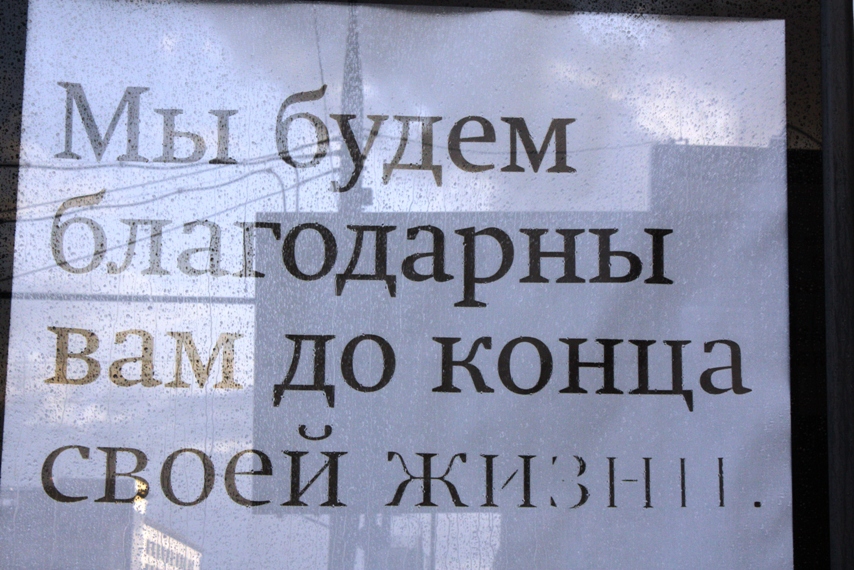 Мы будем
благодарны
вам до конца
своей жизни.